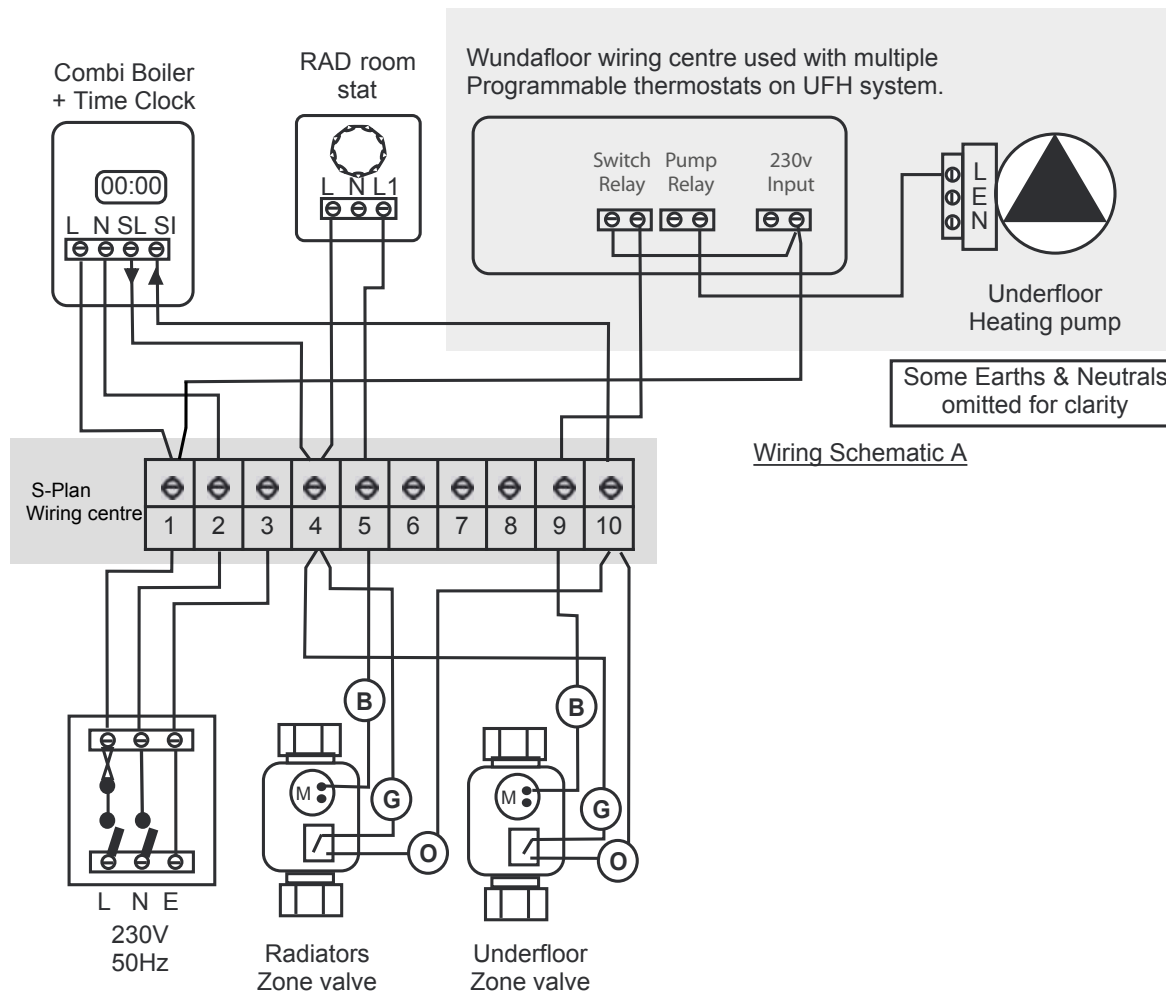 Wundafloor wiring centre used with multiple
Programmable thermostats on UFH system.
Combi Boiler
+ Time Clock
RAD room
stat
00:00
L N SL SI
L N L1
Switch Relay
Pump Relay
230v Input
L
E
N
Underfloor
Heating pump
Some Earths & Neutrals
omitted for clarity
Wiring Schematic A
S-Plan
Wiring centre
1 2 3 4 5 6 7 8 9 10
B
B
M
M
G
G
O
O
L N E
230V
50Hz
Radiators
Zone valve
Underfloor
Zone valve